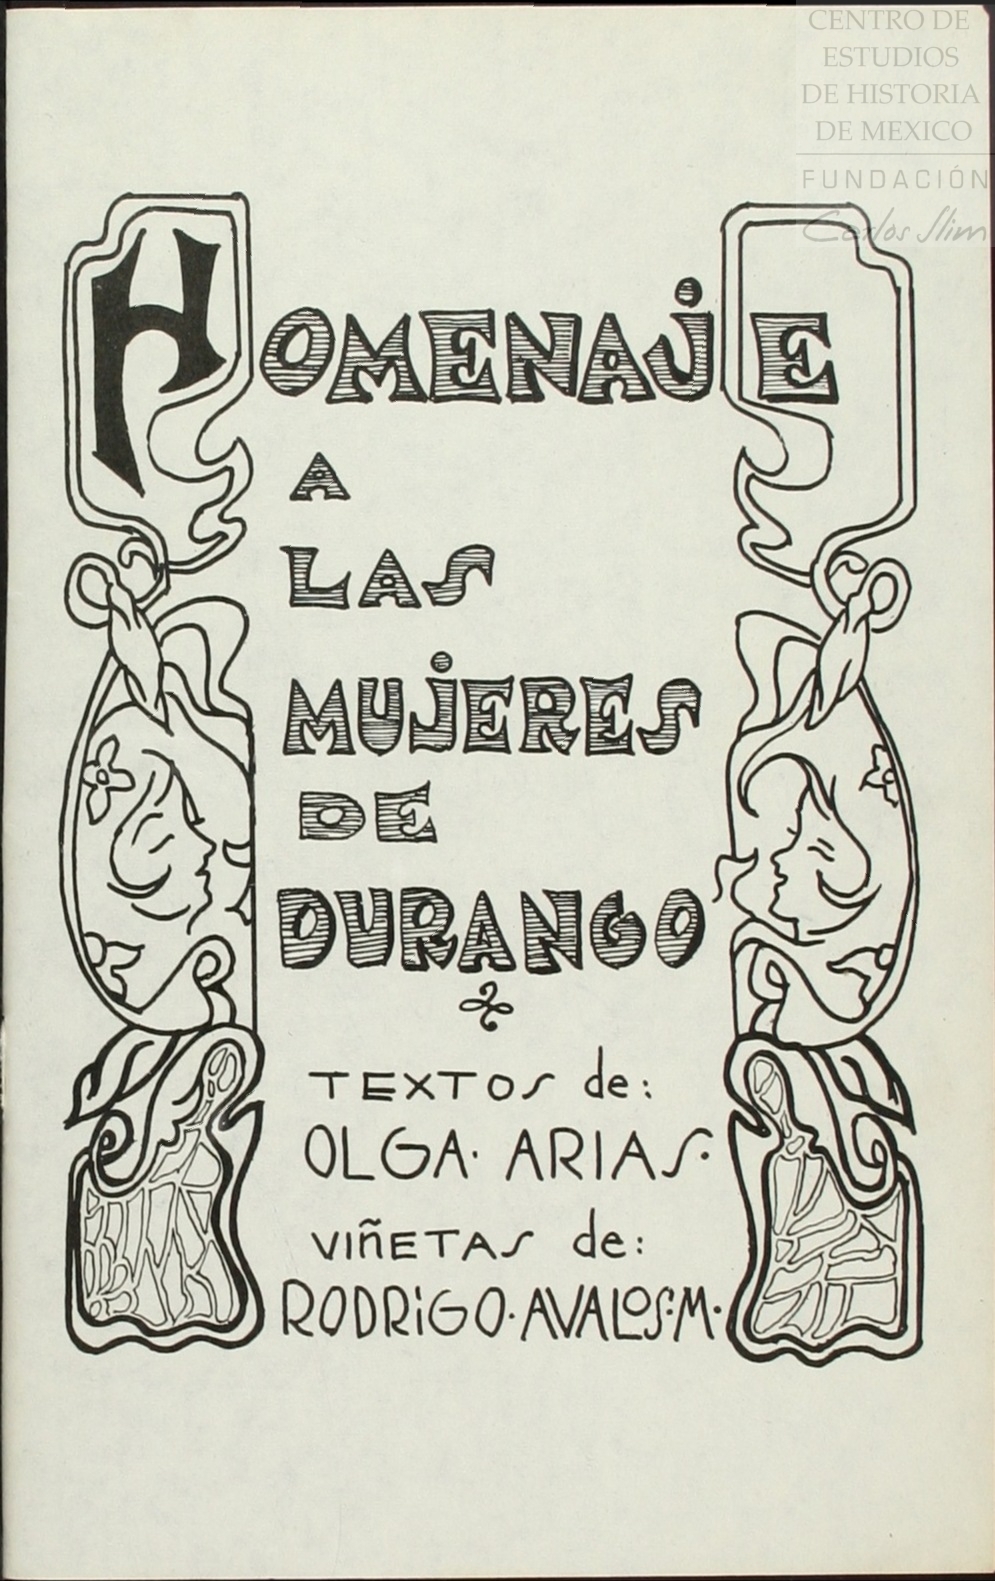 CENTRO DE
ESTUDIOS
DE HISTORIA
DE MEXICO
FUNDACIÓN
Carlos Slim
HOMENAJE
A
LAS
MUJERES
DE
DURANGO
TEXTOS de:
OLGA· ARIAS·
VIÑETAS de:
RODRIGO·AVALOS·M·